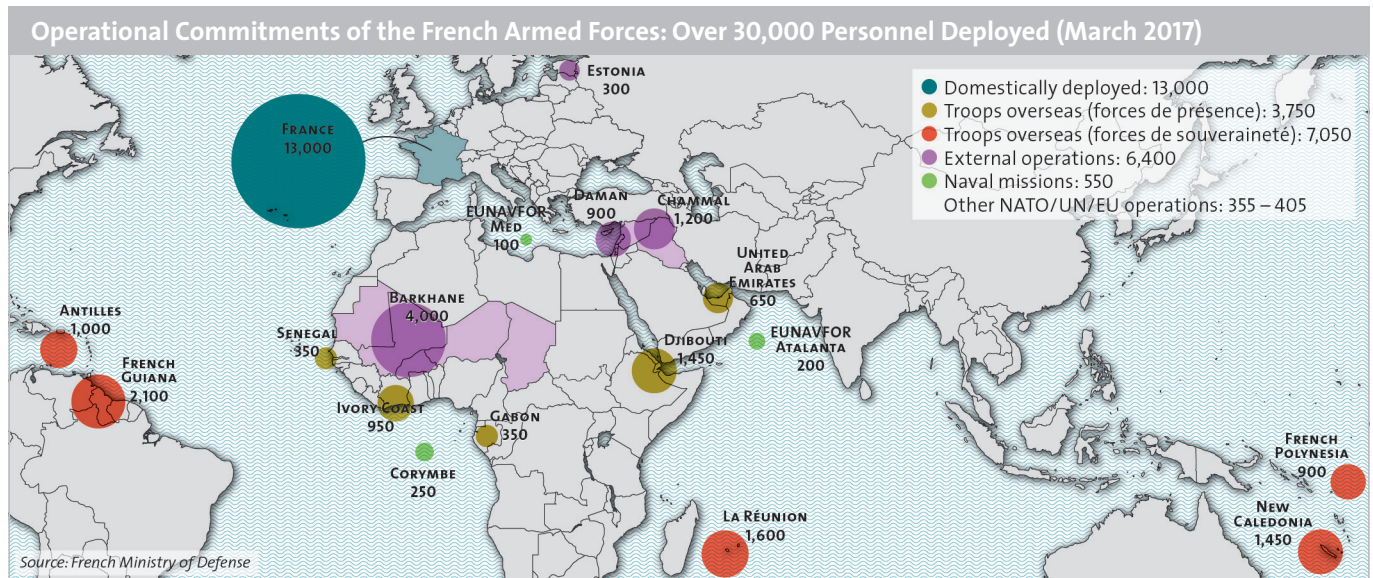 Operational Commitments of the French Armed Forces: Over 30,000 Personnel Deployed (March 2017)
Estonia
300
Domestically deployed: 13,000
Troops overseas (forces de présence): 3,750
Troops overseas (forces de souveraineté): 7,050
External operations: 6,400
Naval missions: 550
Other NATO/UN/EU operations: 355 – 405
France
13,000
Daman
900
Chammal
1,200
EUNAVFOR
Med
100
United
Arab
Emirates
650
Barkhane
4,000
Antilles
1,000
Senegal
350
Djibouti
1,450
EUNAVFOR
Atalanta
200
French
Guiana
2,100
Ivory Coast
950
Gabon
350
Corymbe
250
French
Polynesia
900
La Réunion
1,600
New
Caledonia
1,450
Source: French Ministry of Defense